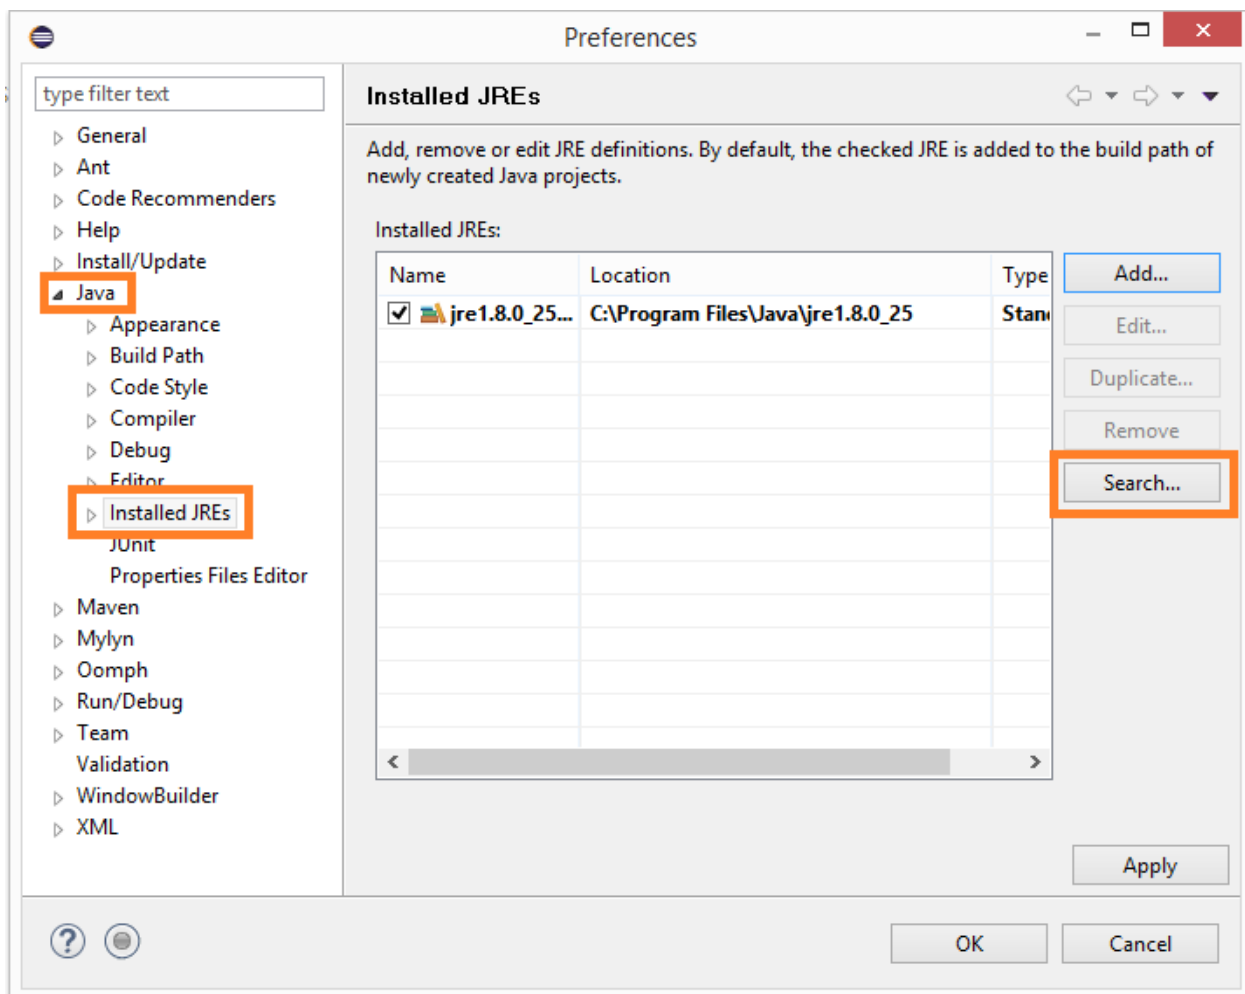 Preferences
type filter text
General
Ant
Code Recommenders
Help
Install/Update
Java
Appearance
Build Path
Code Style
Compiler
Debug
Editor
Installed JREs
JUnit
Properties Files Editor
Maven
Mylyn
Oomph
Run/Debug
Team
Validation
WindowBuilder
XML
Installed JREs
Add, remove or edit JRE definitions. By default, the checked JRE is added to the build path of
newly created Java projects.
Installed JREs:
Name Location Type
jre1.8.0_25... C:\Program Files\Java\jre1.8.0_25 Stan
Add...
Edit...
Duplicate...
Remove
Search...
Apply
OK Cancel